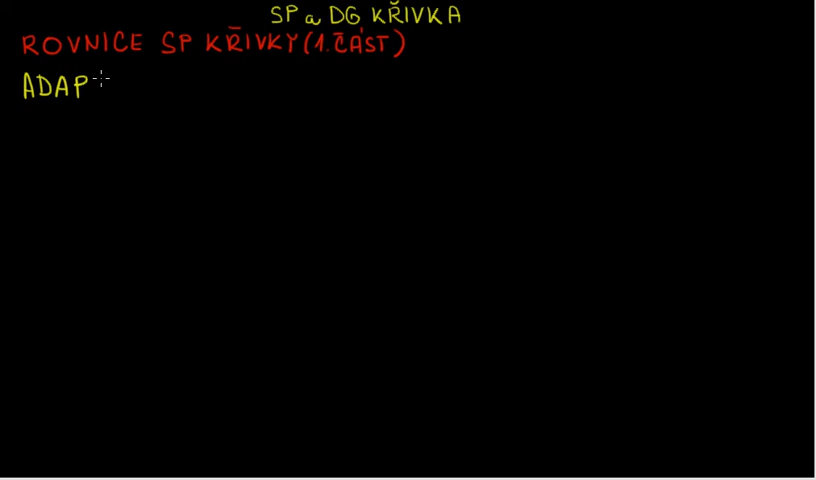 SP a DG KŘIVKA
ROVNICE SP KŘIVKY (1. ČÁST)
ADAP